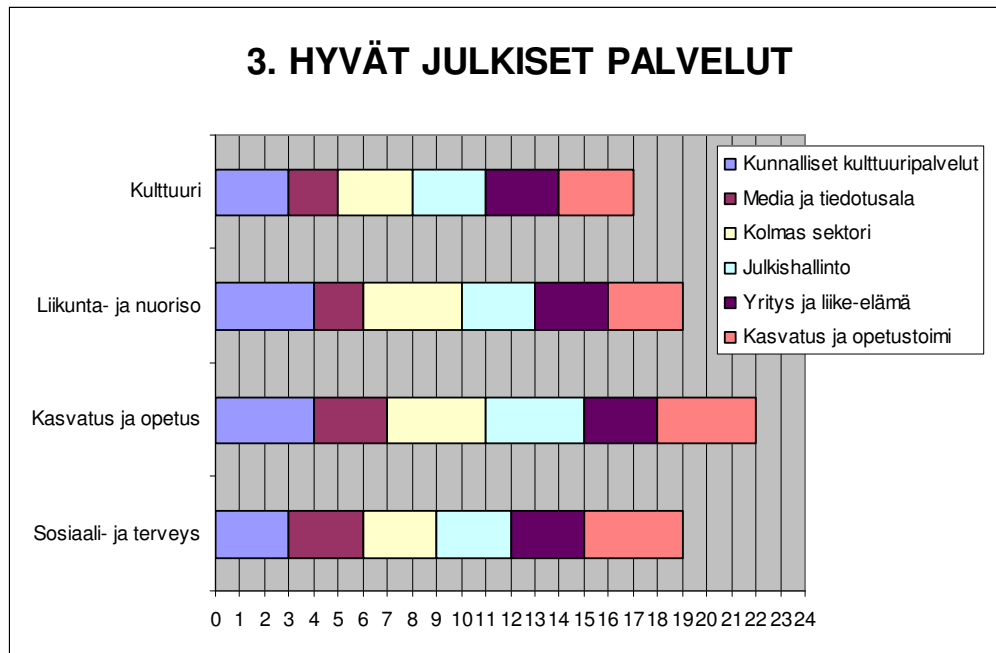 3. HYVÄT JULKISET PALVELUT
Kulttuuri
Liikunta- ja nuoriso
Kasvatus ja opetus
Sosiaali- ja terveys
0 1 2 3 4 5 6 7 8 9 10 11 12 13 14 15 16 17 18 19 20 21 22 23 24
Kunnalliset kulttuuripalvelut
Media ja tiedotusala
Kolmas sektori
Julkishallinto
Yritys ja liike-elämä
Kasvatus ja opetustoimi